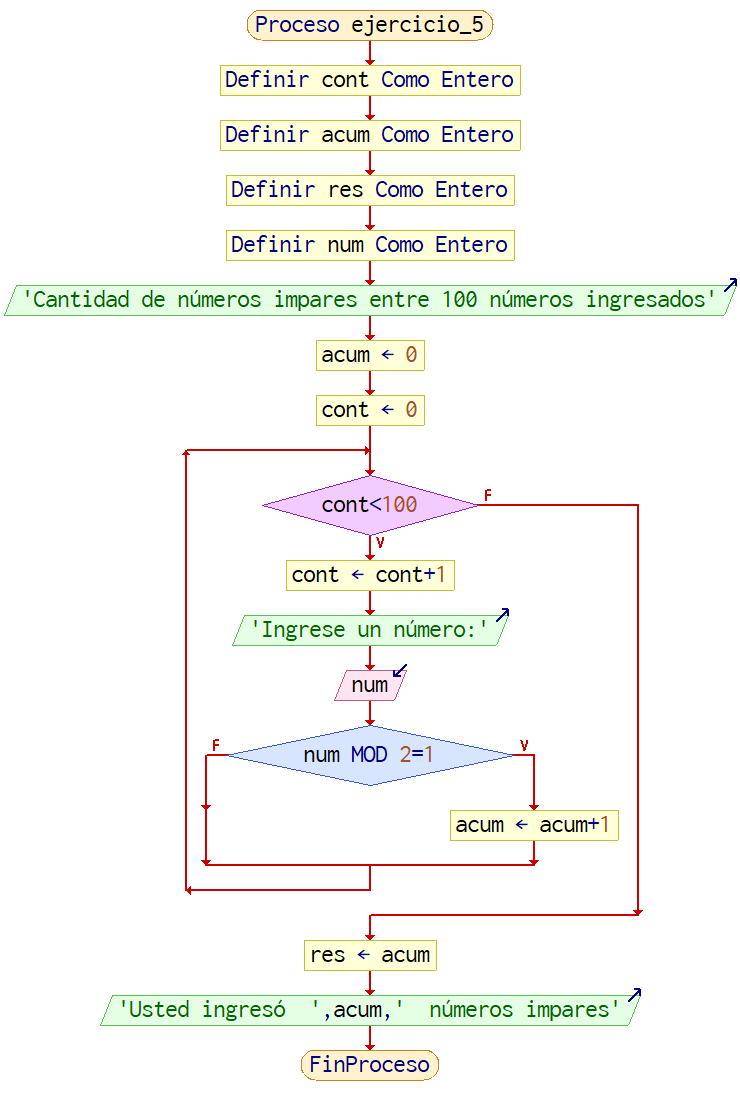 Proceso ejercicio_5
Definir cont Como Entero
Definir acum Como Entero
Definir res Como Entero
Definir num Como Entero
'Cantidad de números impares entre 100 números ingresados'
acum ← 0
cont ← 0
cont<100
F
V
cont ← cont+1
'Ingrese un número:'
num
F
num MOD 2=1
V
acum ← acum+1
res ← acum
'Usted ingresó  ',acum,'  números impares'
FinProceso